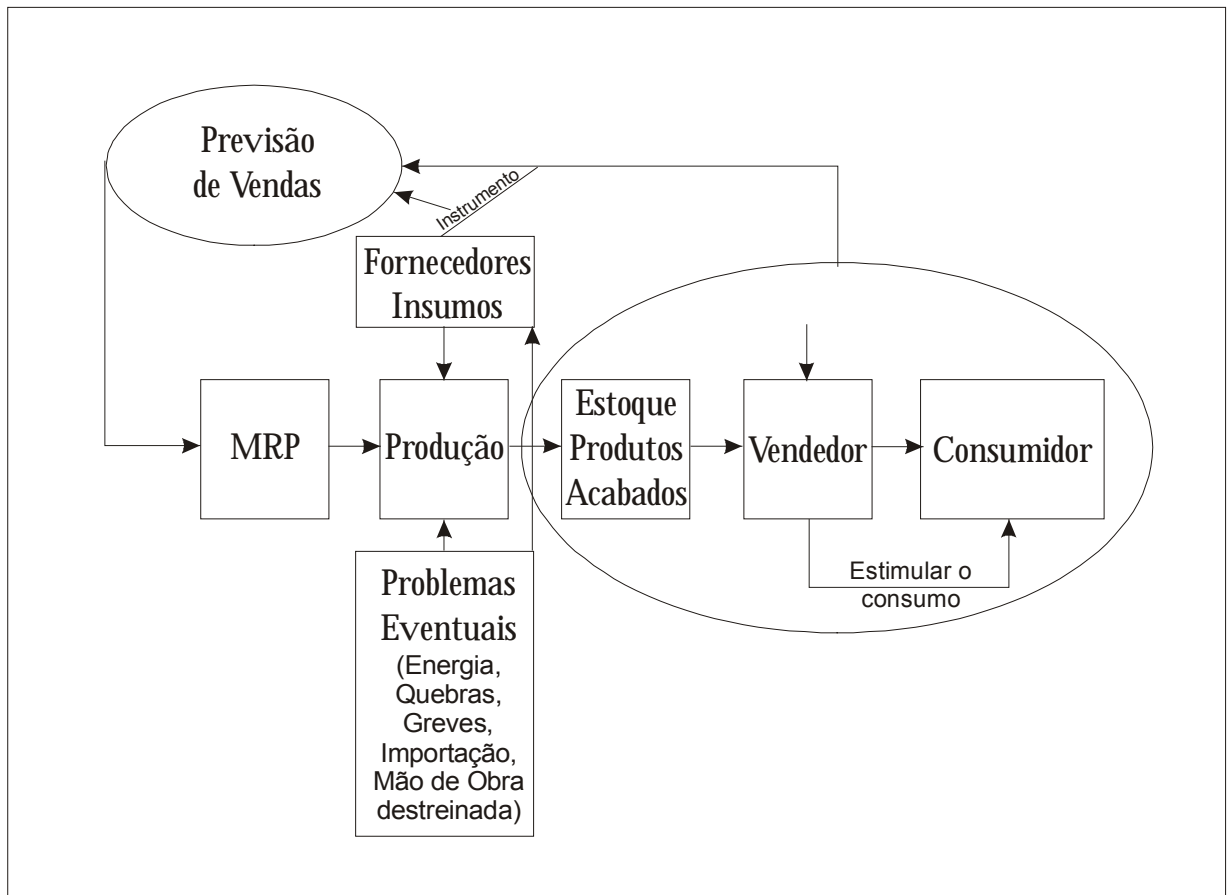 Previsão
de Vendas
Instrumento
Fornecedores
Insumos
MRP
Produção
Estoque
Produtos
Acabados
Vendedor
Consumidor
Estimular o
consumo
Problemas
Eventuais
(Energia,
Quebras,
Greves,
Importação,
Mão de Obra
destreinada)